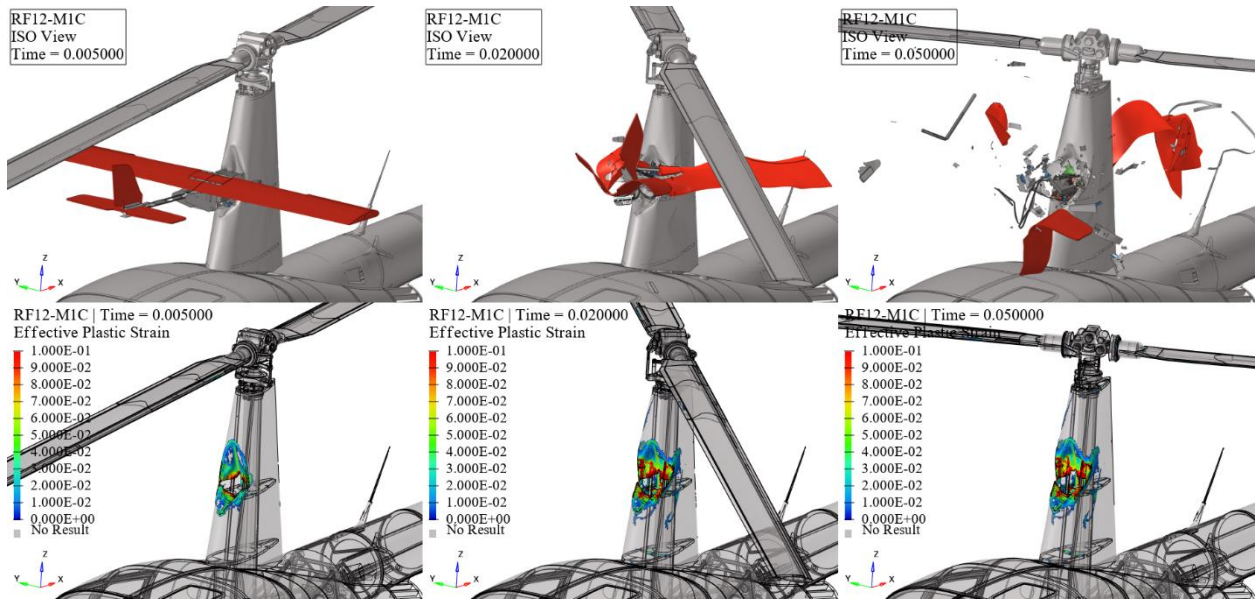 RF12-M1C
ISO View
Time = 0.005000
Z
Y
X
RF12-M1C
ISO View
Time = 0.020000
Z
Y
X
RF12-M1C
ISO View
Time = 0.050000
Z
Y
X
RF12-M1C | Time = 0.005000
Effective Plastic Strain
1.000E-01
9.000E-02
8.000E-02
7.000E-02
6.000E-02
5.000E-02
4.000E-02
3.000E-02
2.000E-02
1.000E-02
0.000E+00
No Result
Z
Y
X
RF12-M1C | Time = 0.020000
Effective Plastic Strain
1.000E-01
9.000E-02
8.000E-02
7.000E-02
6.000E-02
5.000E-02
4.000E-02
3.000E-02
2.000E-02
1.000E-02
0.000E+00
No Result
Z
Y
X
RF12-M1C | Time = 0.050000
Effective Plastic Strain
1.000E-01
9.000E-02
8.000E-02
7.000E-02
6.000E-02
5.000E-02
4.000E-02
3.000E-02
2.000E-02
1.000E-02
0.000E+00
No Result
Z
Y
X